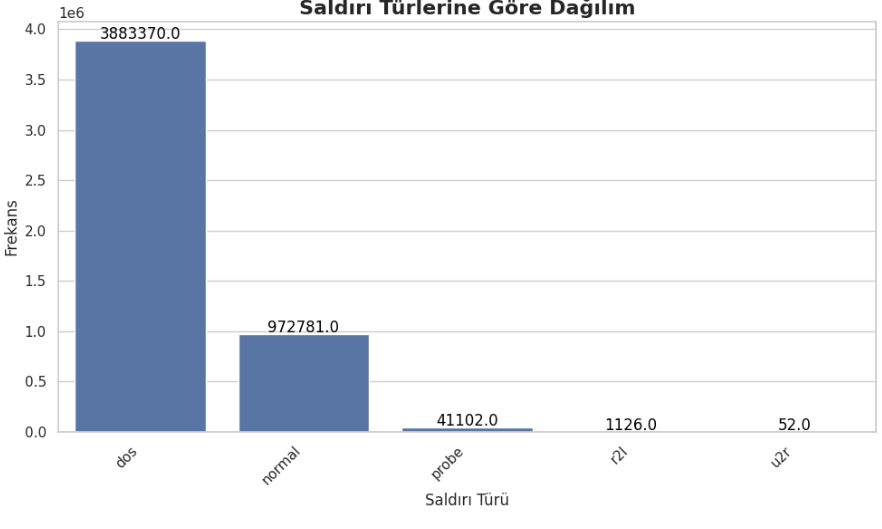 Saldırı Türlerine Göre Dağılım
1e6
4.0
3.5
3.0
2.5
2.0
1.5
1.0
0.5
0.0
Frekans
3883370.0
972781.0
41102.0
1126.0
52.0
dos
normal
probe
r2l
u2r
Saldırı Türü